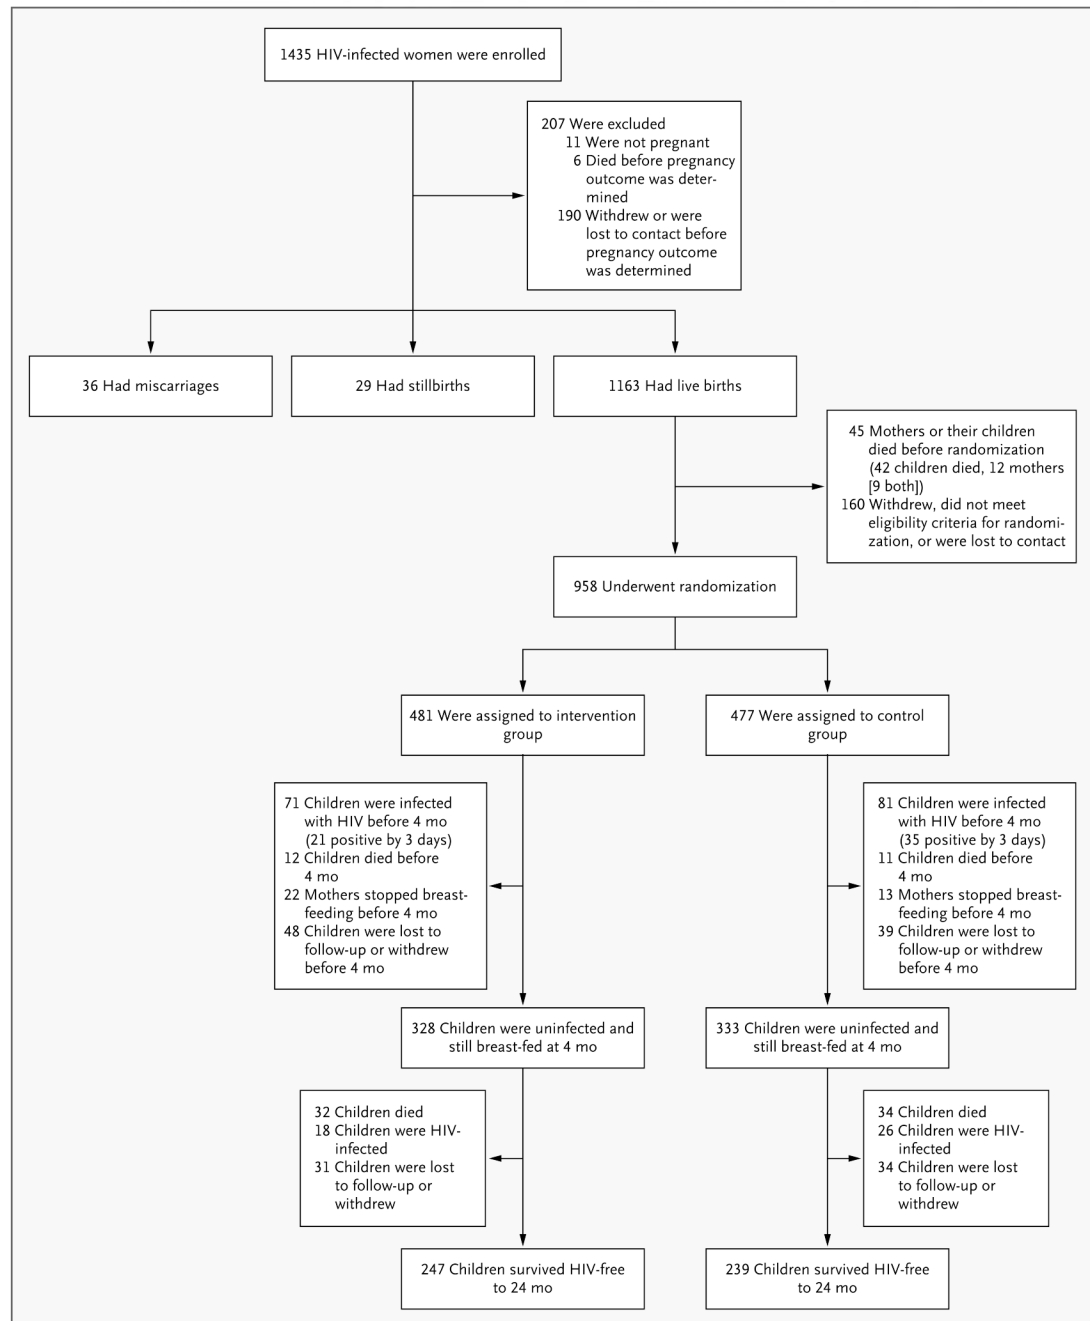 1435 HIV-infected women were enrolled
207 Were excluded
11 Were not pregnant
6 Died before pregnancy
outcome was deter-
mined
190 Withdrew or were
lost to contact before
pregnancy outcome
was determined
36 Had miscarriages
29 Had stillbirths
1163 Had live births
45 Mothers or their children
died before randomization
(42 children died, 12 mothers
[9 both])
160 Withdrew, did not meet
eligibility criteria for randomi-
zation, or were lost to contact
958 Underwent randomization
481 Were assigned to intervention
group
477 Were assigned to control
group
71 Children were infected
with HIV before 4 mo
(21 positive by 3 days)
12 Children died before
4 mo
22 Mothers stopped breast-
feeding before 4 mo
48 Children were lost to
follow-up or withdrew
before 4 mo
81 Children were infected
with HIV before 4 mo
(35 positive by 3 days)
11 Children died before
4 mo
13 Mothers stopped breast-
feeding before 4 mo
39 Children were lost to
follow-up or withdrew
before 4 mo
328 Children were uninfected and
still breast-fed at 4 mo
333 Children were uninfected and
still breast-fed at 4 mo
32 Children died
18 Children were HIV-
infected
31 Children were lost
to follow-up or
withdrew
34 Children died
26 Children were HIV-
infected
34 Children were lost
to follow-up or
withdrew
247 Children survived HIV-free
to 24 mo
239 Children survived HIV-free
to 24 mo